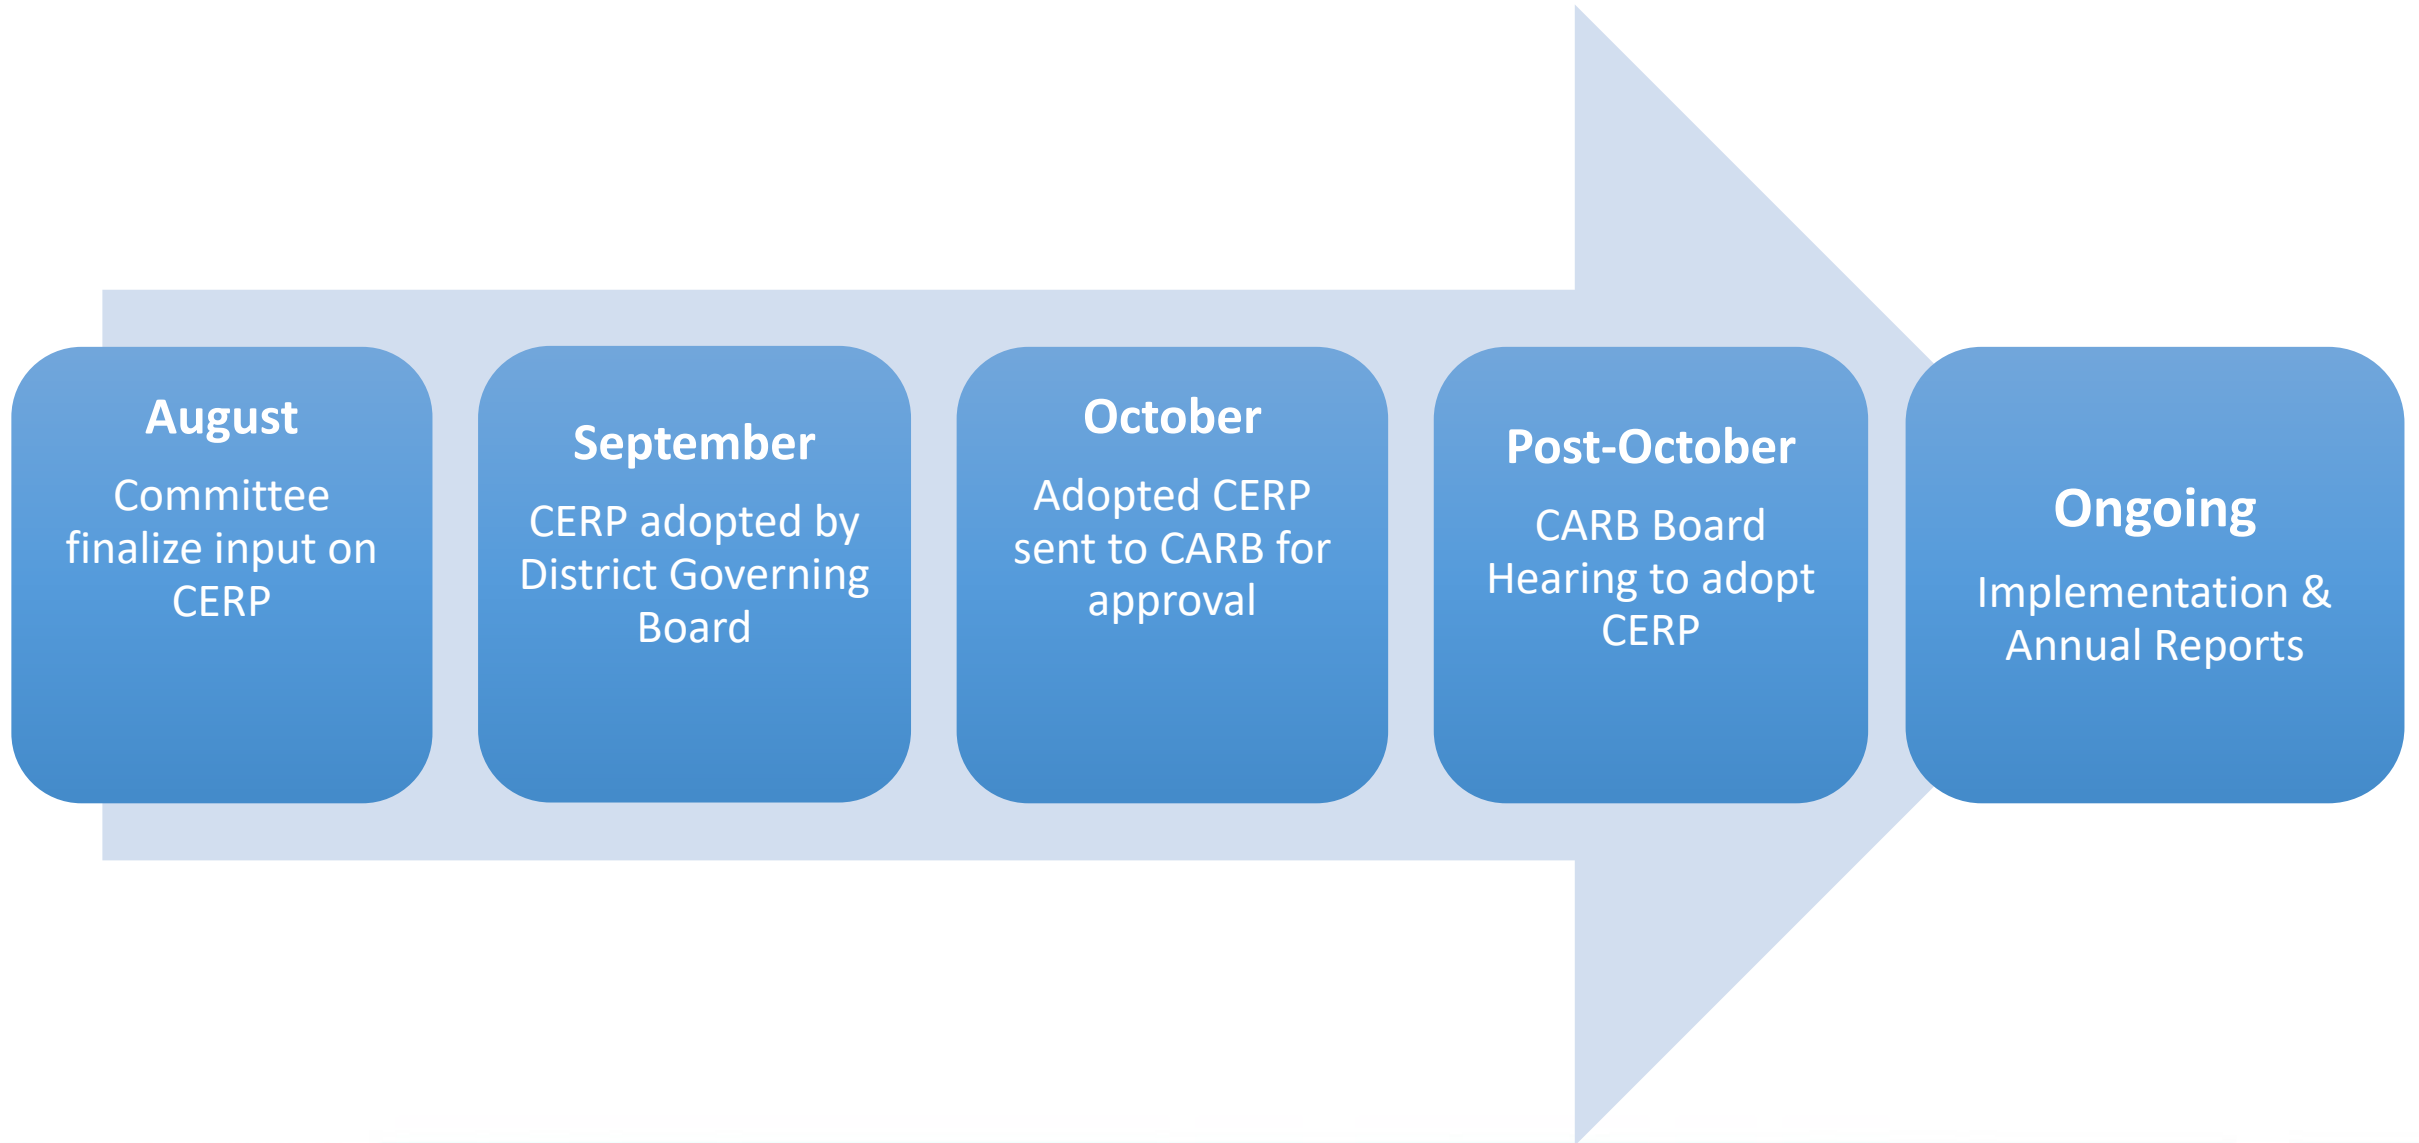 August
Committee
finalize input on
CERP
September
CERP adopted by
District Governing
Board
October
Adopted CERP
sent to CARB for
approval
Post-October
CARB Board
Hearing to adopt
CERP
Ongoing
Implementation &
Annual Reports